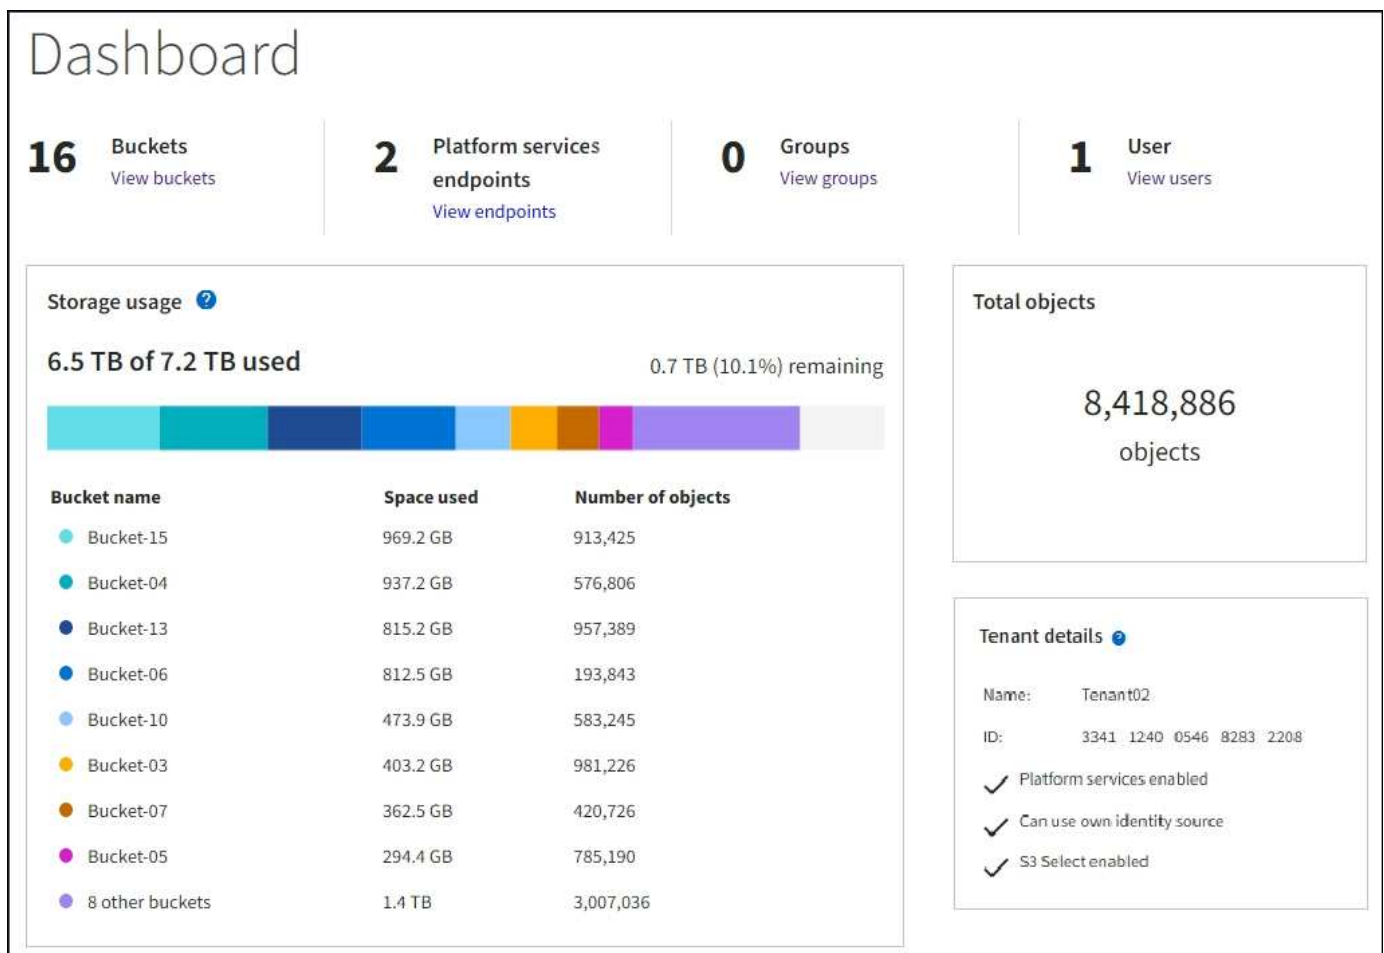 Dashboard
16 Buckets
View buckets
2 Platform services
endpoints
View endpoints
0 Groups
View groups
1 User
View users
Storage usage ?
6.5 TB of 7.2 TB used
0.7 TB (10.1%) remaining
Bucket name Space used Number of objects
Bucket-15 969.2 GB 913,425
Bucket-04 937.2 GB 576,806
Bucket-13 815.2 GB 957,389
Bucket-06 812.5 GB 193,843
Bucket-10 473.9 GB 583,245
Bucket-03 403.2 GB 981,226
Bucket-07 362.5 GB 420,726
Bucket-05 294.4 GB 785,190
8 other buckets 1.4 TB 3,007,036
Total objects
8,418,886
objects
Tenant details ?
Name: Tenant02
ID: 3341 1240 0546 8283 2208
Platform services enabled
Can use own identity source
S3 Select enabled